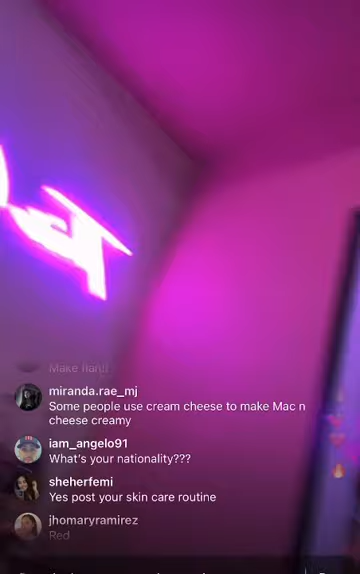 miranda.rae_mj
Some people use cream cheese to make Mac n
cheese creamy
iam_angelo91
What's your nationality???
sheherfemi
Yes post your skin care routine
jhomaryramirez
Red